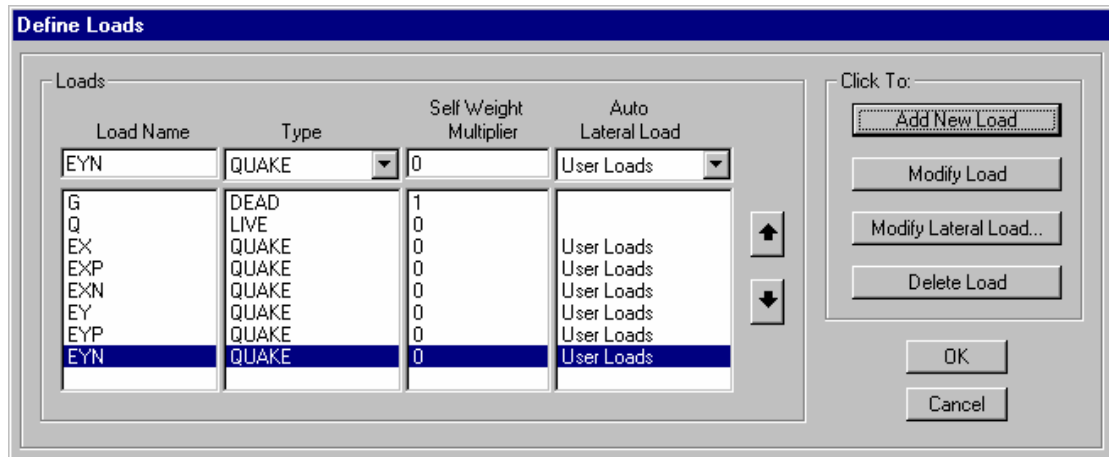 Define Loads
Loads
Load Name Type Self Weight Multiplier Auto Lateral Load
EYN QUAKE 0 User Loads
G DEAD 1
Q LIVE 0
EX QUAKE 0 User Loads
EXP QUAKE 0 User Loads
EXN QUAKE 0 User Loads
EY QUAKE 0 User Loads
EYP QUAKE 0 User Loads
EYN QUAKE 0 User Loads
Click To:
Add New Load
Modify Load
Modify Lateral Load...
Delete Load
OK
Cancel